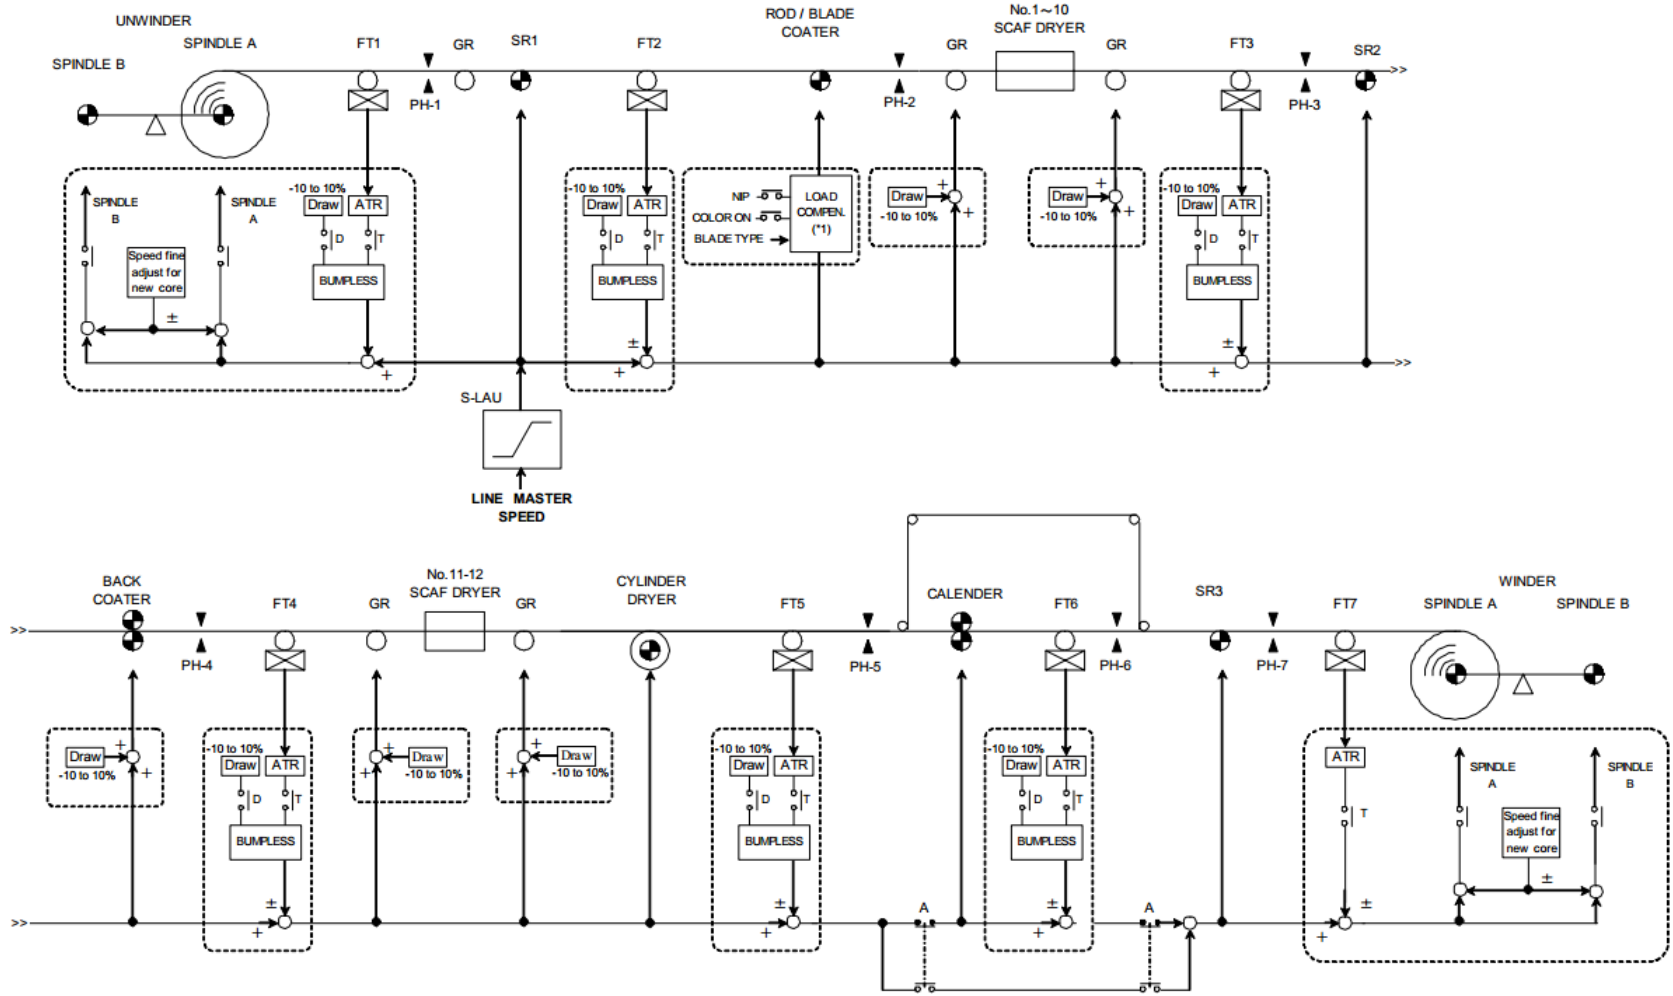 UNWINDER
SPINDLE A
SPINDLE B
FT1
GR
SR1
FT2
ROD / BLADE
COATER
GR
No.1～10
SCAF DRYER
GR
FT3
SR2
>>
PH-1
PH-2
PH-3
SPINDLE
B
SPINDLE
A
Speed fine
adjust for
new core
±
-10 to 10%
Draw
ATR
D
T
BUMPLESS
+
-10 to 10%
Draw
ATR
D
T
BUMPLESS
±
+
NIP
COLOR ON
BLADE TYPE
LOAD
COMPEN.
(*1)
Draw
-10 to 10%
+
+
Draw
-10 to 10%
+
+
-10 to 10%
Draw
ATR
D
T
BUMPLESS
±
+
>>
S-LAU
LINE MASTER
SPEED
>>
BACK
COATER
PH-4
FT4
GR
No.11-12
SCAF DRYER
GR
CYLINDER
DRYER
FT5
PH-5
CALENDER
FT6
PH-6
SR3
PH-7
FT7
WINDER
SPINDLE A
SPINDLE B
Draw
-10 to 10%
+
+
-10 to 10%
Draw
ATR
D
T
BUMPLESS
±
+
+
Draw
-10 to 10%
+
+
Draw
-10 to 10%
+
-10 to 10%
Draw
ATR
D
T
BUMPLESS
±
+
A
-10 to 10%
Draw
ATR
D
T
BUMPLESS
±
+
A
ATR
T
±
+
SPINDLE
A
Speed fine
adjust for
new core
±
SPINDLE
B
>>